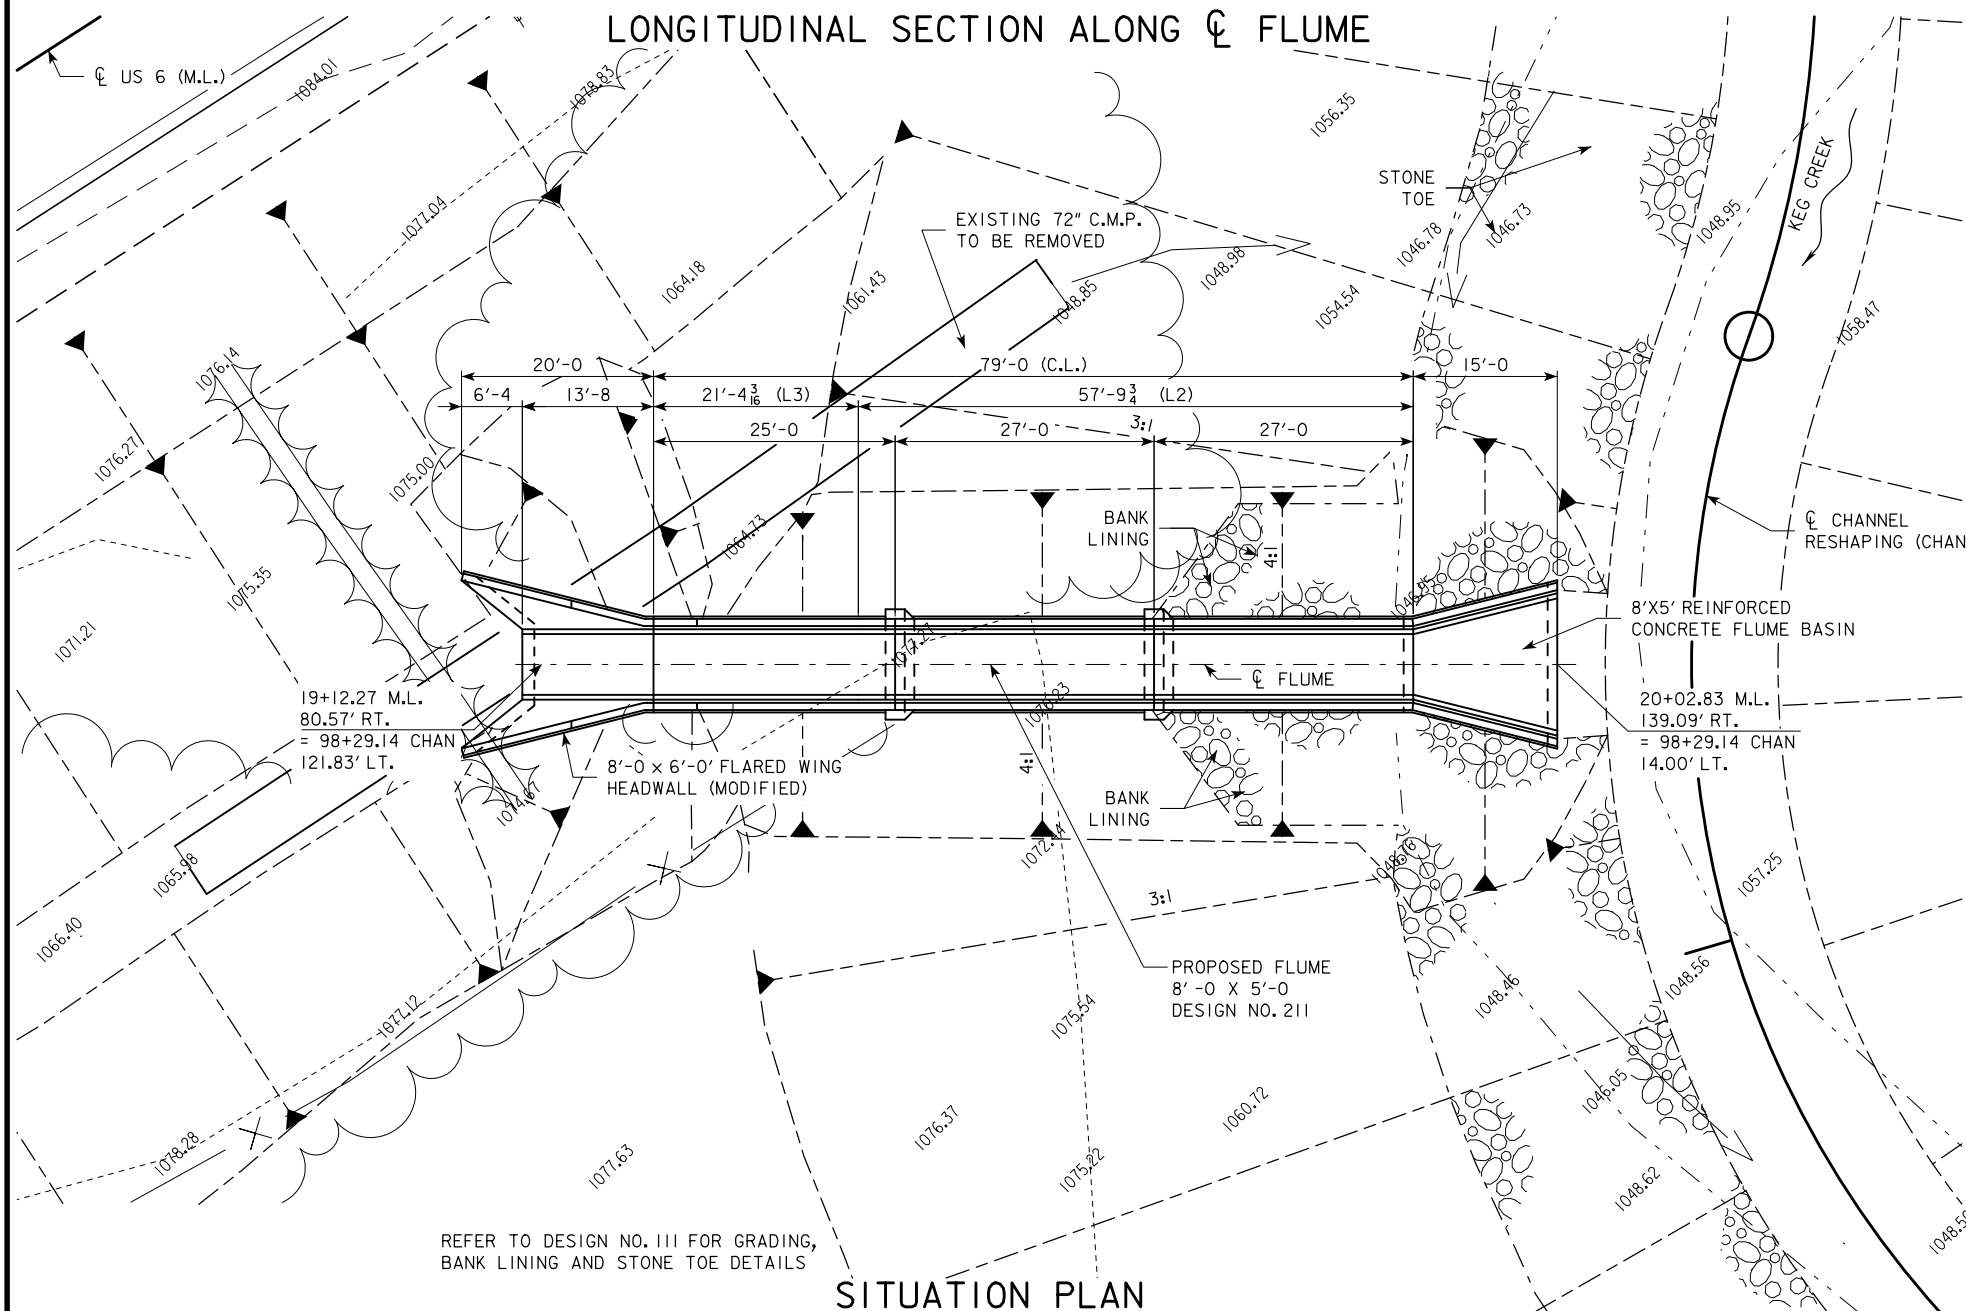 LONGITUDINAL SECTION ALONG ℄ FLUME
℄ US 6 (M.L.)
1084.01
1078.83
1056.35
KEG CREEK
STONE
TOE
1077.04
EXISTING 72" C.M.P.
TO BE REMOVED
1046.78
1046.73
1048.95
1064.18
1061.43
1048.85
1048.98
1054.54
1058.47
1076.14
20'-0
79'-0 (C.L.)
15'-0
6'-4
13'-8
21'-4 3/16 (L3)
57'-9 3/4 (L2)
3:1
25'-0
27'-0
27'-0
1076.27
1075.00
1064.73
BANK
LINING
4:1
℄ CHANNEL
RESHAPING (CHAN
1075.35
1071.21
8'X5' REINFORCED
CONCRETE FLUME BASIN
1077.21
℄ FLUME
1076.23
19+12.27 M.L.
80.57' RT.
= 98+29.14 CHAN
121.83' LT.
20+02.83 M.L.
139.09' RT.
= 98+29.14 CHAN
14.00' LT.
8'-0 x 6'-0' FLARED WING
HEADWALL (MODIFIED)
4:1
BANK
LINING
1074.67
1065.98
1066.40
1048.76
1057.25
3:1
PROPOSED FLUME
8'-0 X 5'-0
DESIGN NO. 211
1077.12
1075.54
1048.46
1048.56
1078.28
1077.63
1076.37
1075.22
1060.72
1046.05
1048.62
REFER TO DESIGN NO. 111 FOR GRADING,
BANK LINING AND STONE TOE DETAILS
SITUATION PLAN